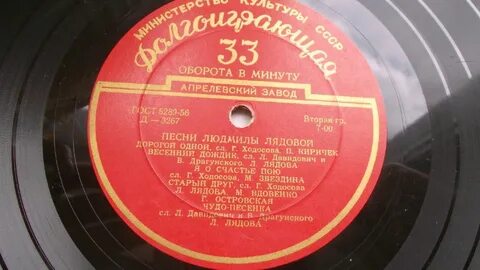 МИНИСТЕРСТВО КУЛЬТУРЫ СССР
Долгоиграющая
33
ОБОРОТА В МИНУТУ
АПРЕЛЕВСКИЙ ЗАВОД
ГОСТ 5289-56
Д — 3267
Вторая гр.
7-00
ПЕСНИ ЛЮДМИЛЫ ЛЯДОВОЙ
ДОРОГОЙ ОДНОЙ, сл. Г. Ходосова, П. КИРИЧЕК
ВЕСЕННИЙ ДОЖДИК, сл. Л. Давидович и
В. Драгунского, Л. ЛЯДОВА
Я О СЧАСТЬЕ ПОЮ
сл. Г. Ходосова, М. ЗВЕЗДИНА
СТАРЫЙ ДРУГ, сл. Г. Ходосова
Л. ЛЯДОВА, М. ВДОВЕНКО
Г. ОСТРОВСКАЯ
ЧУДО-ПЕСЕНКА
сл. Л. Давидович и В. Драгунского
Л. ЛЯДОВА